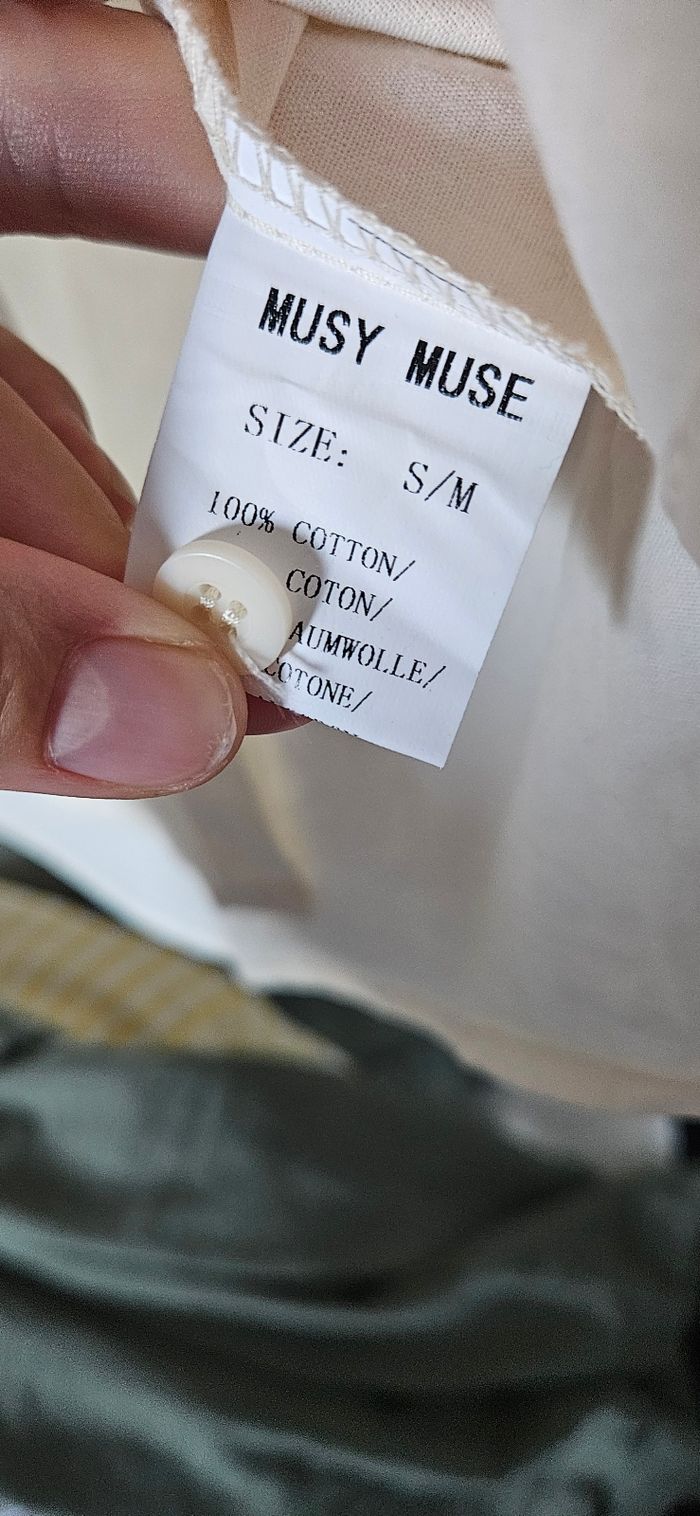 MUSY MUSE
SIZE: S/M
100% COTTON/
COTON/
AUMWOLLE/
COTONE/